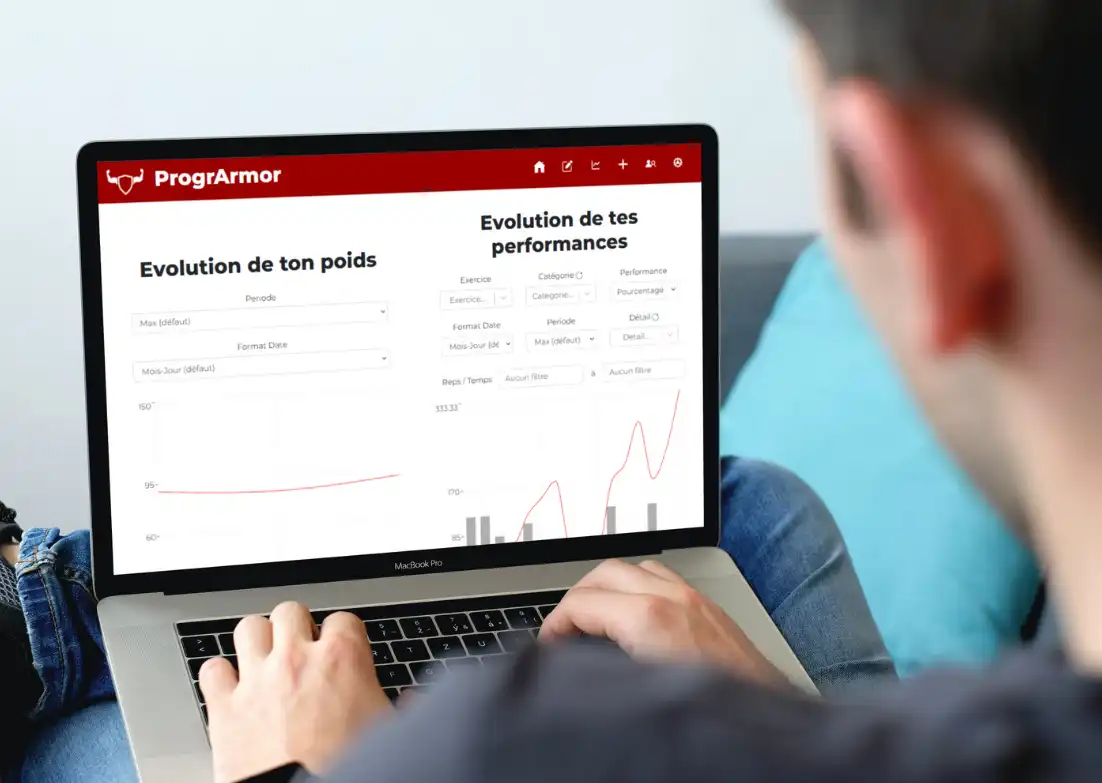 ProgrArmor
Evolution de ton poids
Periode
Max (défaut)
Format Date
Mois-Jour (défaut)
150
95
60
Evolution de tes
performances
Exercice
Catégorie
Performance
Exercice...
Categorie...
Pourcentage
Format Date
Periode
Détail
Mois-Jour (dé
Max (défaut)
Détail...
Reps / Temps
Aucun filtre
à
Aucun filtre
333.33
170
85
MacBook Pro